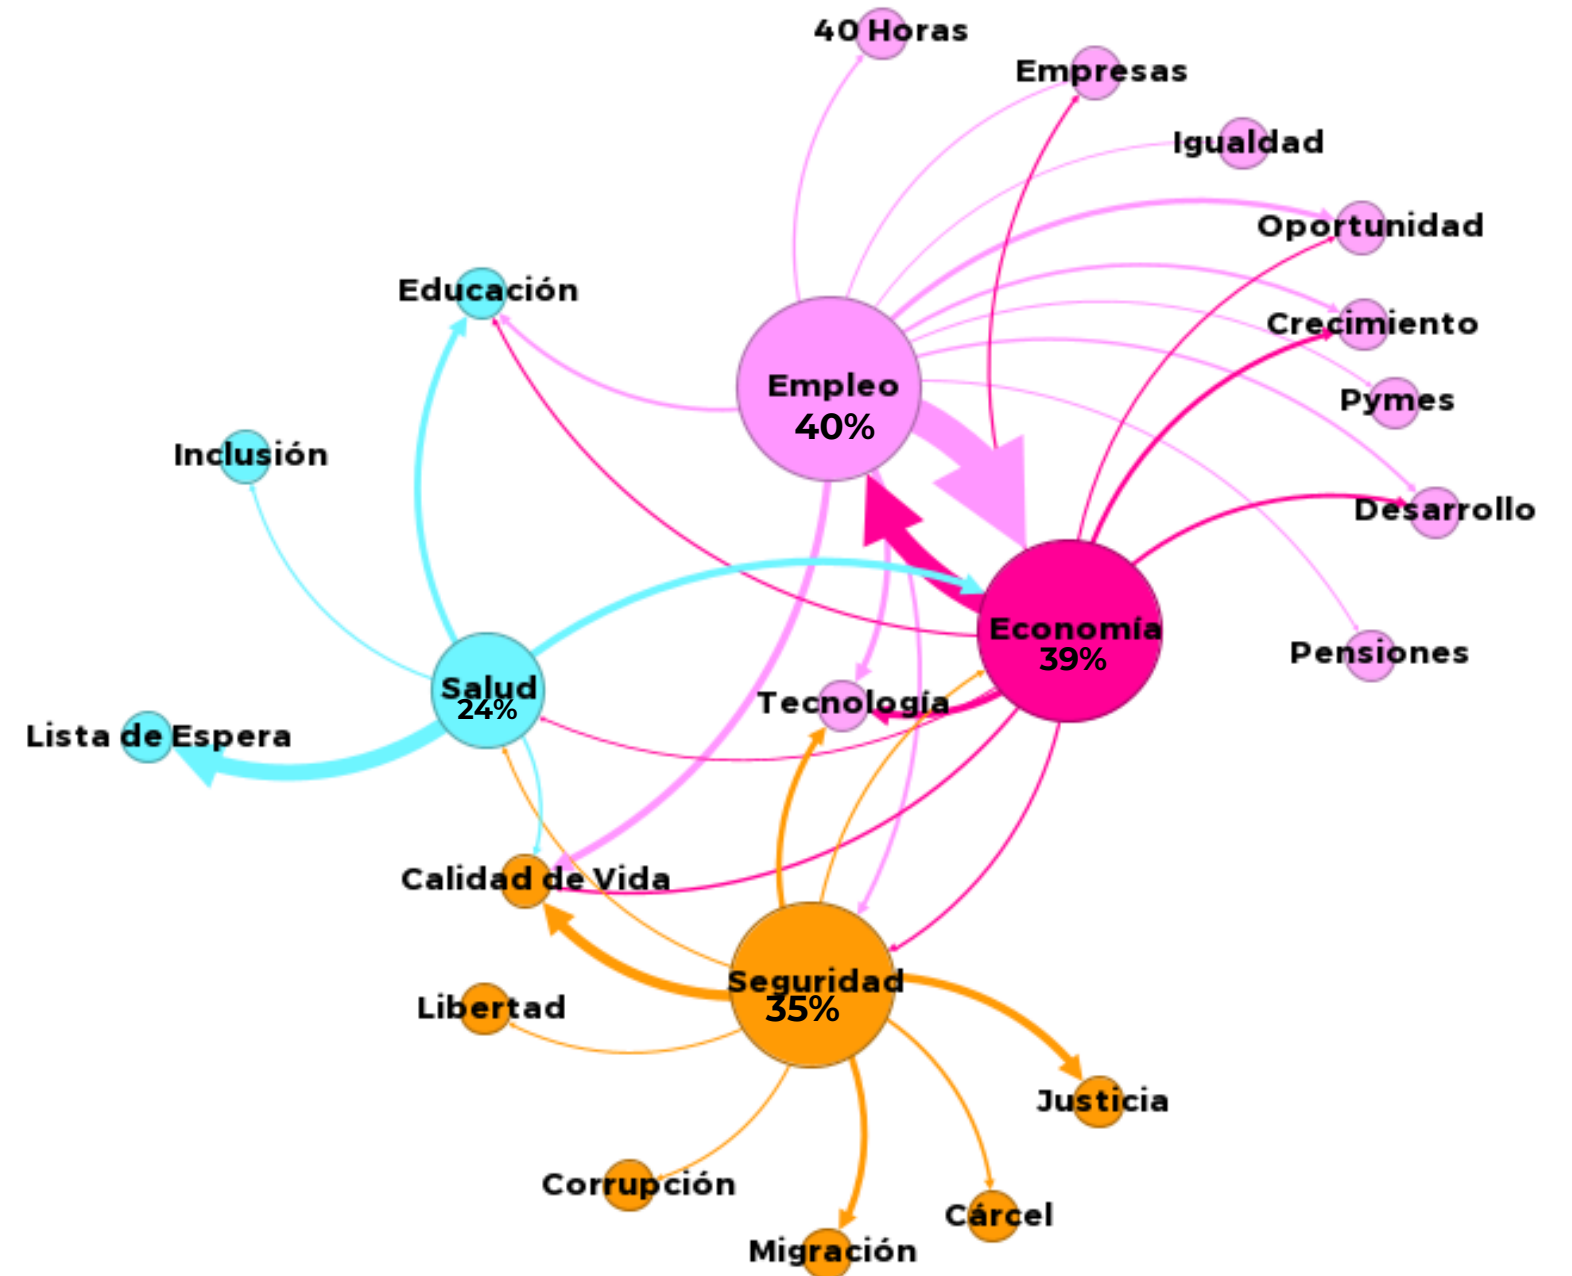 40 Horas
Empresas
Igualdad
Oportunidad
Educación
Crecimiento
Empleo
40%
Pymes
Inclusión
Desarrollo
Economía
39%
Pensiones
Salud
24%
Tecnología
Lista de Espera
Calidad de Vida
Seguridad
35%
Libertad
Justicia
Corrupción
Cárcel
Migración